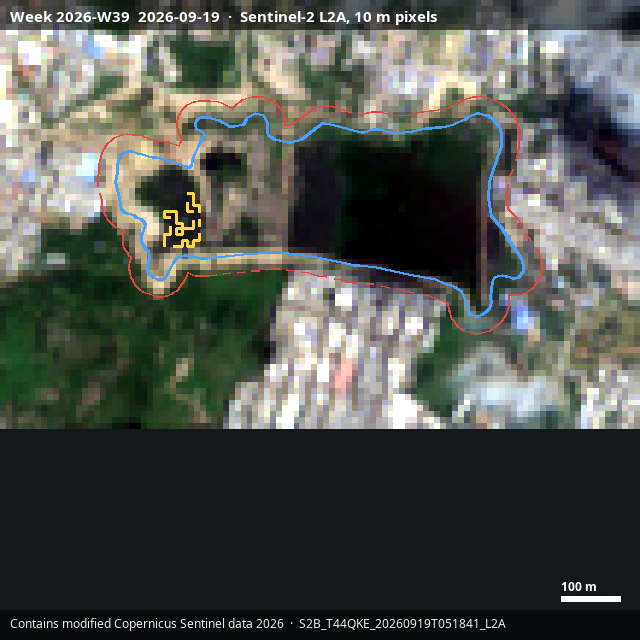 Week 2026-W39  2026-09-19  ·  Sentinel-2 L2A, 10 m pixels
100 m
Contains modified Copernicus Sentinel data 2026  ·  S2B_T44QKE_20260919T051841_L2A